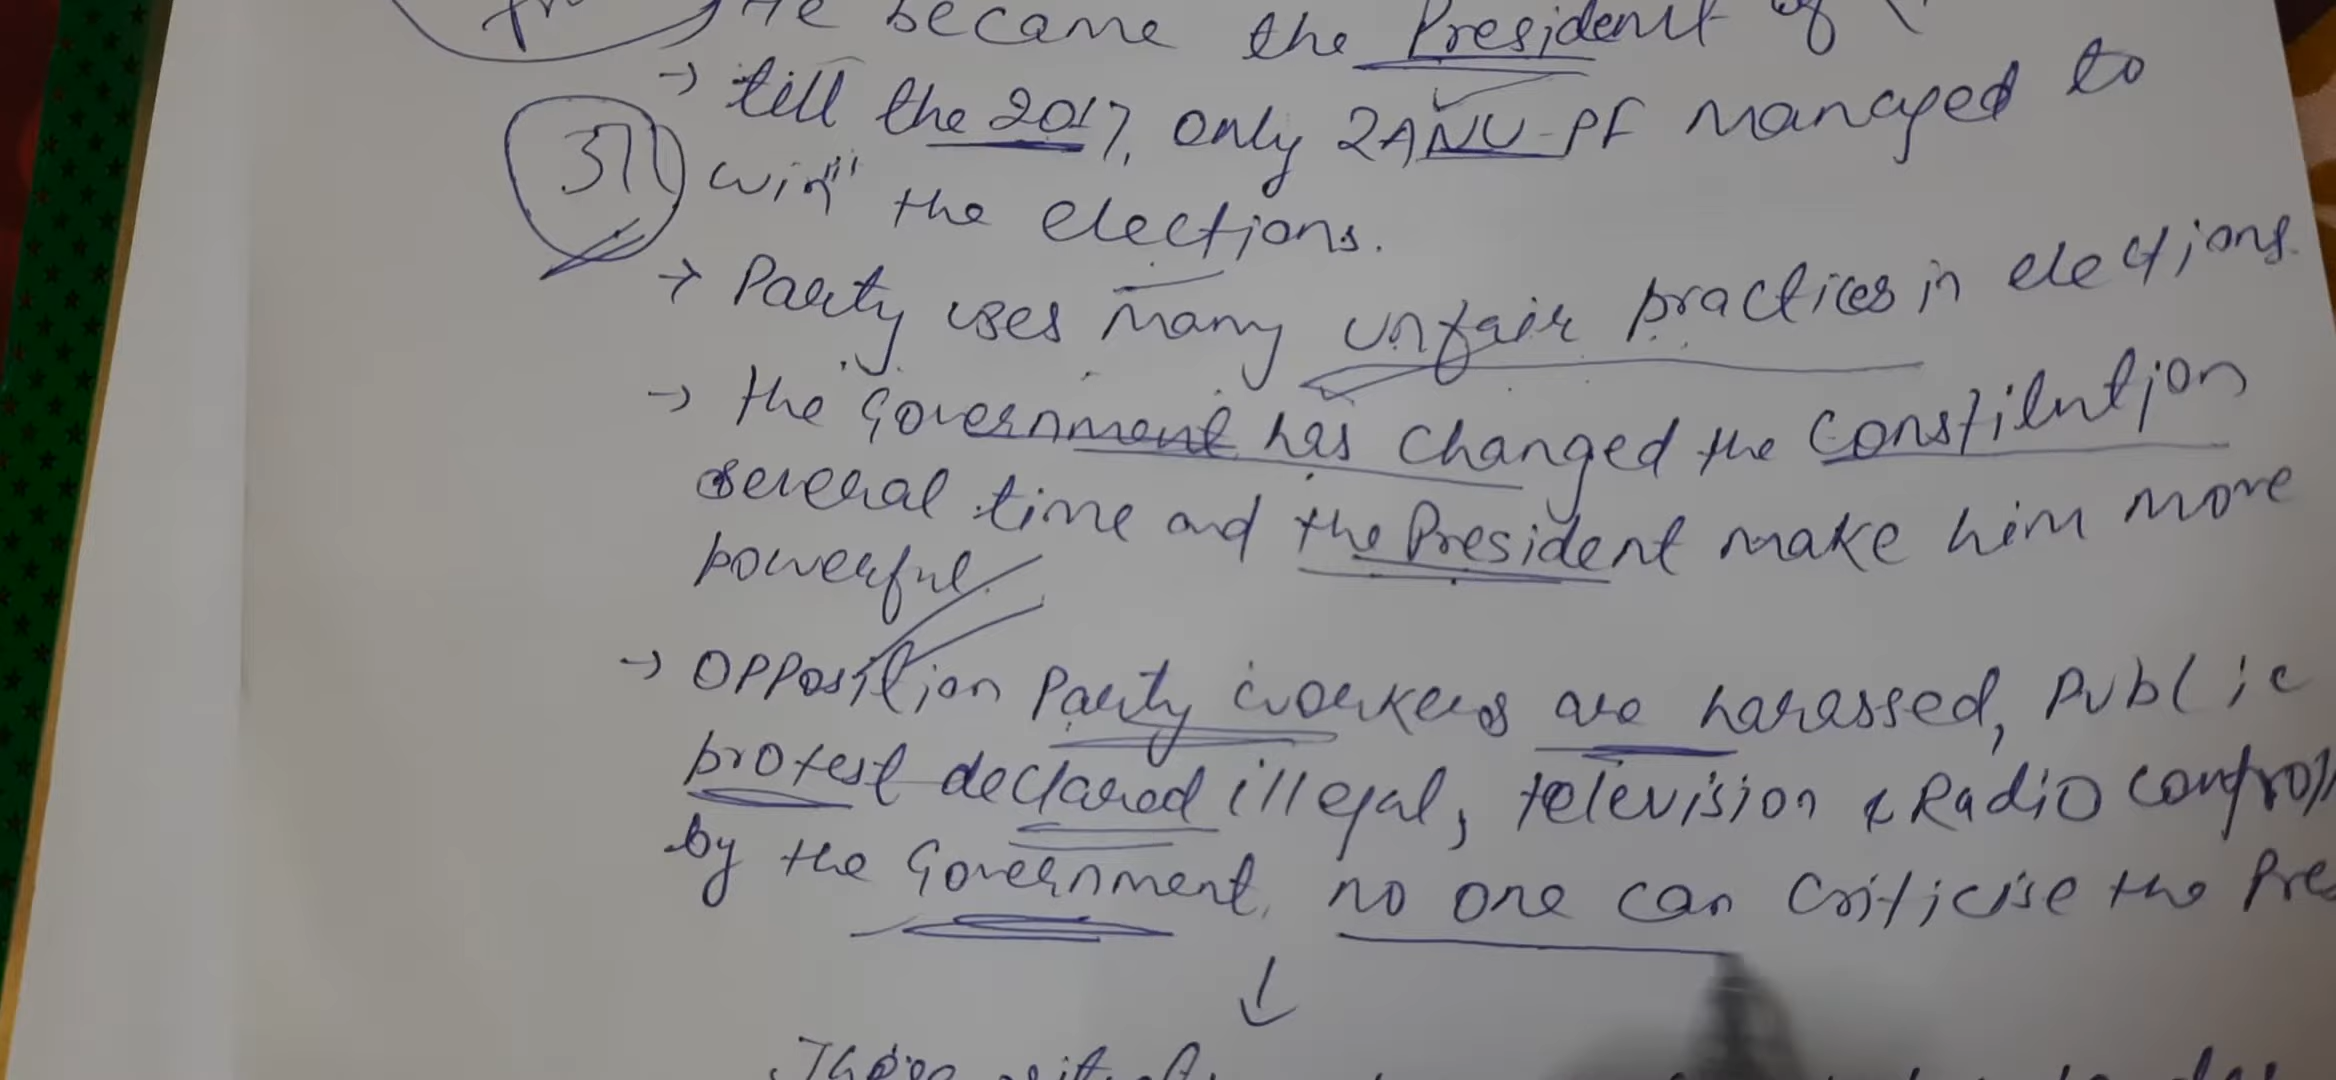 He became the President of
→ till the 2017, only ZANU-PF managed to
win the elections.
→ Party uses many unfair practices in elections.
→ the Government has changed the constitution
several time and the President make him more
powerful.
→ Opposition Party workers are harassed, Public
protest declared illegal, television & Radio controll
by the Government, no one can criticise the Pres
↓